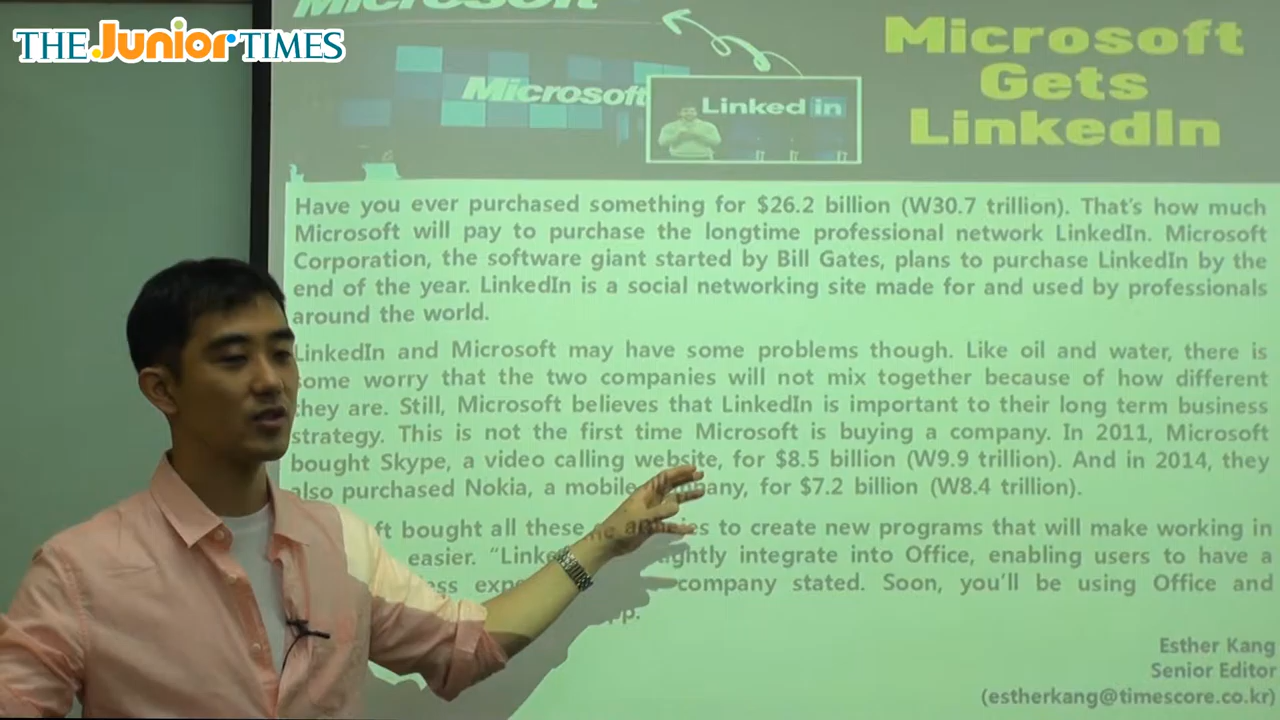 THE Junior TIMES
Microsoft
Microsoft
Linked in
Microsoft
Gets
LinkedIn
Have you ever purchased something for $26.2 billion (W30.7 trillion). That's how much
Microsoft will pay to purchase the longtime professional network LinkedIn. Microsoft
Corporation, the software giant started by Bill Gates, plans to purchase LinkedIn by the
end of the year. LinkedIn is a social networking site made for and used by professionals
around the world.
LinkedIn and Microsoft may have some problems though. Like oil and water, there is
some worry that the two companies will not mix together because of how different
they are. Still, Microsoft believes that LinkedIn is important to their long term business
strategy. This is not the first time Microsoft is buying a company. In 2011, Microsoft
bought Skype, a video calling website, for $8.5 billion (W9.9 trillion). And in 2014, they
also purchased Nokia, a mobile company, for $7.2 billion (W8.4 trillion).
bought all these to create new programs that will make working in
easier. integrate into Office, enabling users to have a
company stated. Soon, you'll be using Office and
Esther Kang
Senior Editor
(estherkang@timescore.co.kr)